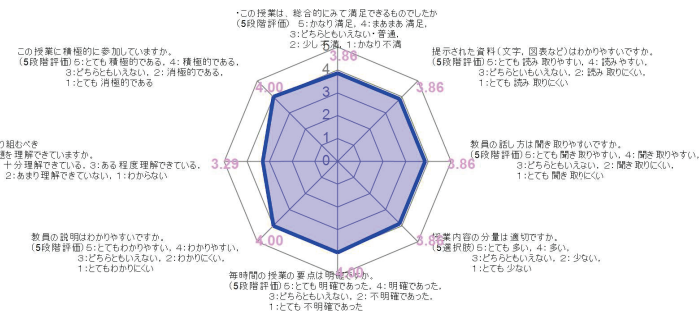 ・この授業は、総合的にみて満足できるものでしたか
(5段階評価) 5:かなり満足, 4:まあまあ満足,
3:どちらともいえない・普通,
2:少し不満, 1:かなり不満
3.86
提示された資料(文字, 図表など)はわかりやすいですか。
(5段階評価) 5:とても読み取りやすい, 4:読みやすい,
3:どちらといもいえない, 2:読み取りにくい,
1:とても読み取りにくい
3.86
教員の話し方は聞き取りやすいですか。
(5段階評価) 5:とても聞き取りやすい, 4:聞き取りやすい,
3:どちらともいえない, 2:聞き取りにくい,
1:とても聞き取りにくい
3.86
授業内容の分量は適切ですか。
(5選択肢) 5:とても多い, 4:多い,
3:どちらともいえない, 2:少ない,
1:とても少ない
3.86
毎時間の授業の要点は明確ですか。
(5段階評価) 5:とても明確であった, 4:明確であった,
3:どちらともいえない, 2:不明確であった,
1:とても不明確であった
4.00
教員の説明はわかりやすいですか。
(5段階評価) 5:とてもわかりやすい, 4:わかりやすい,
3:どちらともいえない, 2:わかりにくい,
1:とてもわかりにくい
4.00
り組むべき
題を理解できていますか。
十分理解できている, 3:ある程度理解できている,
2:あまり理解できていない, 1:わからない
3.29
この授業に積極的に参加していますか。
(5段階評価) 5:とても積極的である, 4:積極的である,
3:どちらともいえない, 2:消極的である,
1:とても消極的である
4.00
5
4
3
2
1
0